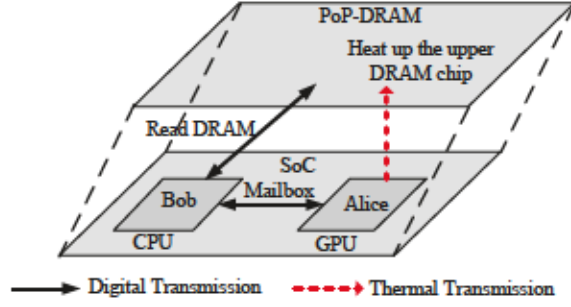 PoP-DRAM
Heat up the upper
DRAM chip
Read DRAM
SoC
Mailbox
Bob
Alice
CPU
GPU
Digital Transmission
Thermal Transmission